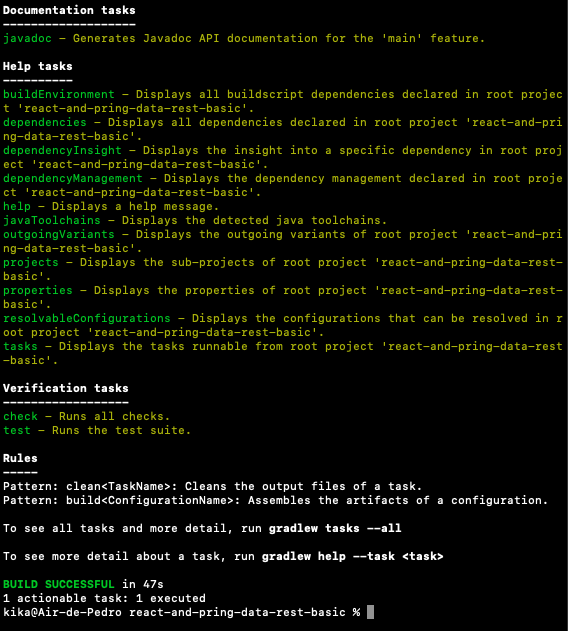 Documentation tasks
-------------------
javadoc - Generates Javadoc API documentation for the 'main' feature.
Help tasks
----------
buildEnvironment - Displays all buildscript dependencies declared in root projec
t 'react-and-pring-data-rest-basic'.
dependencies - Displays all dependencies declared in root project 'react-and-pri
ng-data-rest-basic'.
dependencyInsight - Displays the insight into a specific dependency in root proj
ect 'react-and-pring-data-rest-basic'.
dependencyManagement - Displays the dependency management declared in root proje
ct 'react-and-pring-data-rest-basic'.
help - Displays a help message.
javaToolchains - Displays the detected java toolchains.
outgoingVariants - Displays the outgoing variants of root project 'react-and-pri
ng-data-rest-basic'.
projects - Displays the sub-projects of root project 'react-and-pring-data-rest-
basic'.
properties - Displays the properties of root project 'react-and-pring-data-rest-
basic'.
resolvableConfigurations - Displays the configurations that can be resolved in r
oot project 'react-and-pring-data-rest-basic'.
tasks - Displays the tasks runnable from root project 'react-and-pring-data-rest
-basic'.
Verification tasks
------------------
check - Runs all checks.
test - Runs the test suite.
Rules
-----
Pattern: clean<TaskName>: Cleans the output files of a task.
Pattern: build<ConfigurationName>: Assembles the artifacts of a configuration.
To see all tasks and more detail, run gradlew tasks --all
To see more detail about a task, run gradlew help --task <task>
BUILD SUCCESSFUL in 47s
1 actionable task: 1 executed
kika@Air-de-Pedro react-and-pring-data-rest-basic %